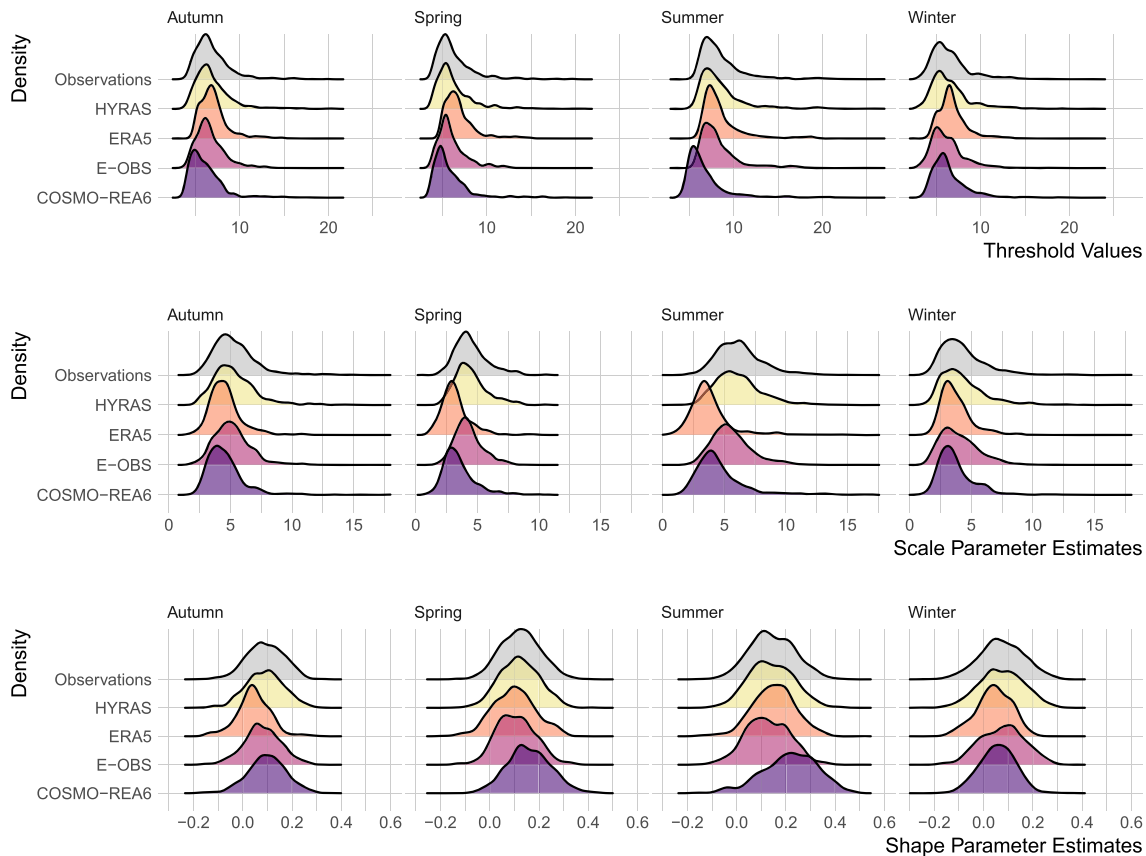 Autumn Spring Summer Winter
Density
Observations
HYRAS
ERA5
E−OBS
COSMO−REA6
10 20 10 20 10 20 10 20
Threshold Values
Autumn Spring Summer Winter
Density
Observations
HYRAS
ERA5
E−OBS
COSMO−REA6
0 5 10 15 0 5 10 15 0 5 10 15 0 5 10 15
Scale Parameter Estimates
Autumn Spring Summer Winter
Density
Observations
HYRAS
ERA5
E−OBS
COSMO−REA6
−0.2 0.0 0.2 0.4 0.6 −0.2 0.0 0.2 0.4 0.6 −0.2 0.0 0.2 0.4 0.6 −0.2 0.0 0.2 0.4 0.6
Shape Parameter Estimates